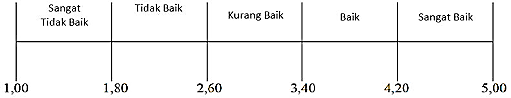 Sangat
Tidak Baik
Tidak Baik
Kurang Baik
Baik
Sangat Baik
1,00
1,80
2,60
3,40
4,20
5,00